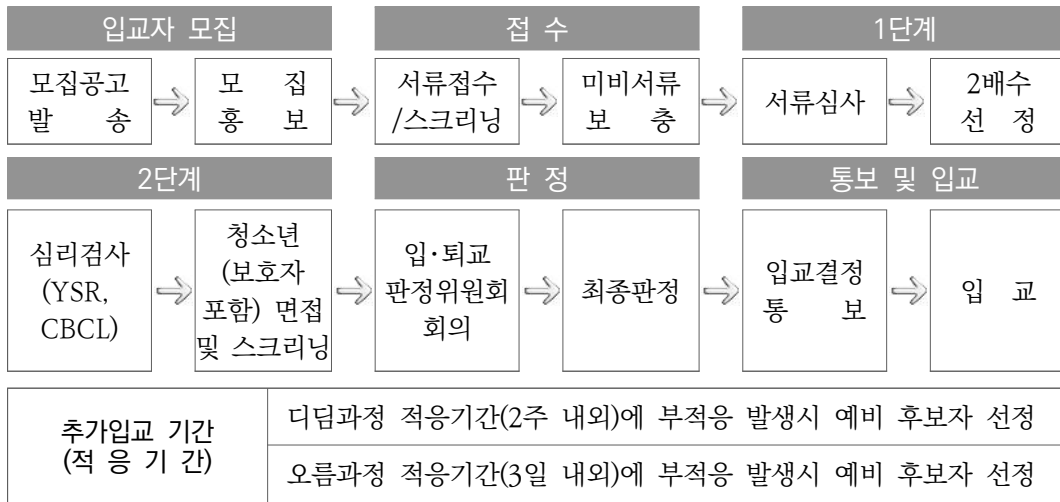 입교자 모집
접 수
1단계
모집공고
발 송
모 집
홍 보
서류접수
/스크리닝
미비서류
보 충
서류심사
2배수
선 정
2단계
판 정
통보 및 입교
심리검사
(YSR,
CBCL)
청소년
(보호자
포함) 면접
및 스크리닝
입·퇴교
판정위원회
회의
최종판정
입교결정
통 보
입 교
추가입교 기간
(적 응 기 간)
디딤과정 적응기간(2주 내외)에 부적응 발생시 예비 후보자 선정
오름과정 적응기간(3일 내외)에 부적응 발생시 예비 후보자 선정